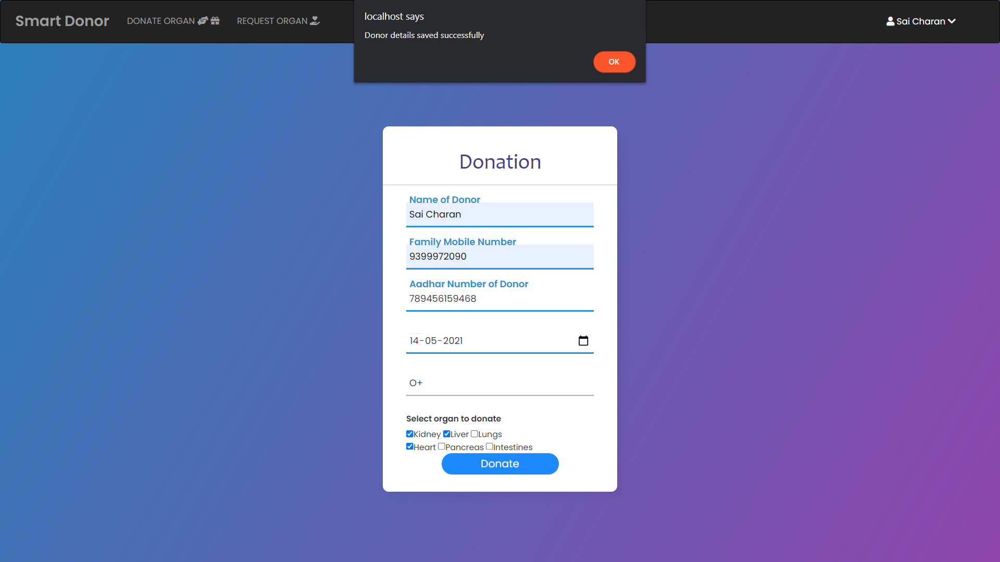 Smart Donor DONATE ORGAN REQUEST ORGAN Sai Charan
localhost says
Donor details saved successfully
OK
Donation
Name of Donor
Sai Charan
Family Mobile Number
9399972090
Aadhar Number of Donor
789456159468
14-05-2021
O+
Select organ to donate
Kidney Liver Lungs
Heart Pancreas Intestines
Donate